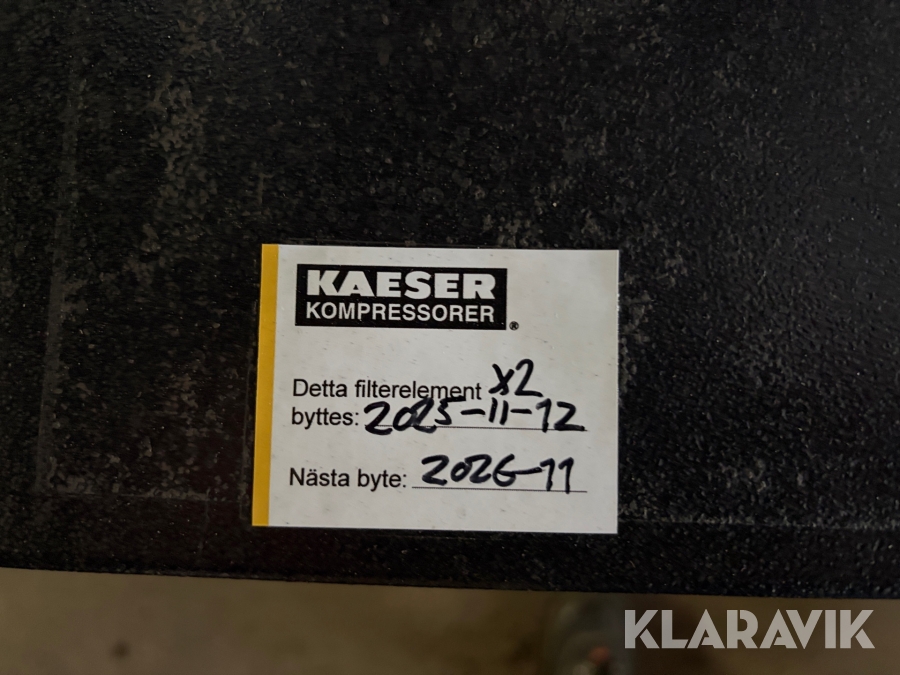 KAESER
KOMPRESSORER
®
Detta filterelement X2
byttes: 2025-11-12
Nästa byte: 2026-11
KLARAVIK